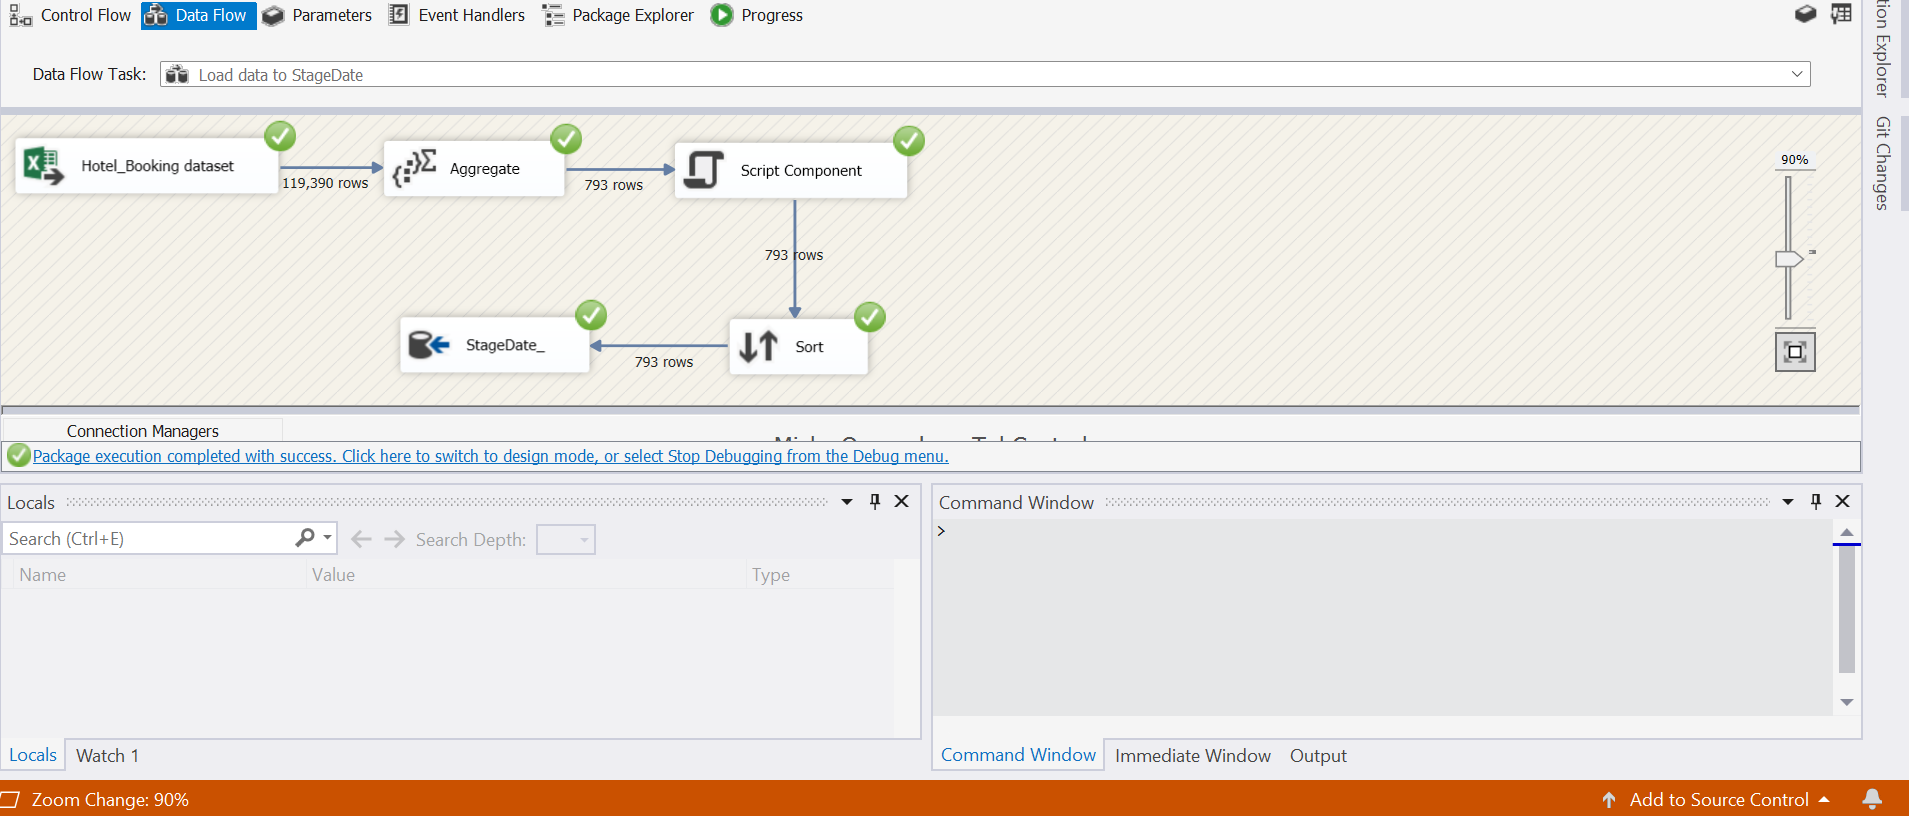 Control Flow Data Flow Parameters Event Handlers Package Explorer Progress
Data Flow Task: Load data to StageDate
Hotel_Booking dataset
119,390 rows
Aggregate
793 rows
Script Component
793 rows
Sort
793 rows
StageDate_
90%
Connection Managers
Package execution completed with success. Click here to switch to design mode, or select Stop Debugging from the Debug menu.
Locals
Search (Ctrl+E) Search Depth:
Name Value Type
Locals Watch 1
Command Window
>
Command Window Immediate Window Output
Explorer
Git Changes
Zoom Change: 90% Add to Source Control